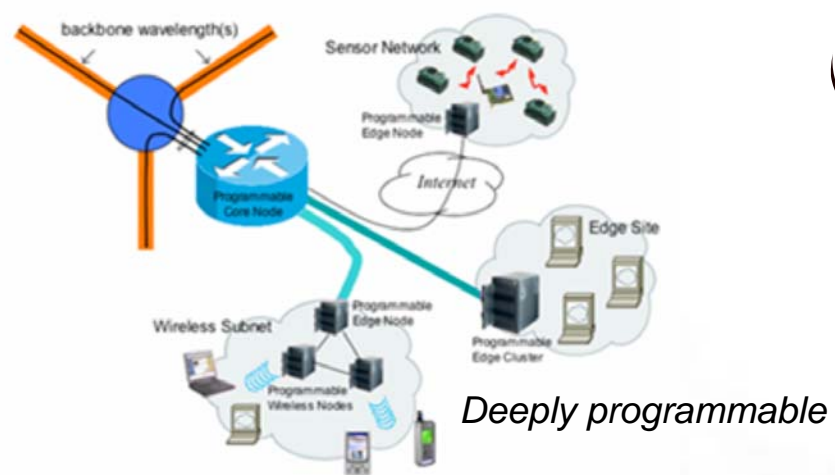 backbone wavelength(s)
Sensor Network
Programmable
Edge Node
Internet
Programmable
Core Node
Edge Site
Wireless Subnet
Programmable
Edge Node
Programmable
Edge Cluster
Programmable
Wireless Nodes
Deeply programmable